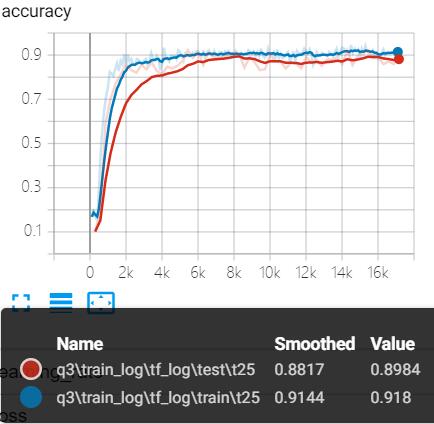 accuracy
0.9
0.7
0.5
0.3
0.1
0 2k 4k 6k 8k 10k 12k 14k 16k
Name Smoothed Value
q3\train_log\tf_log\test\t25 0.8817 0.8984
q3\train_log\tf_log\train\t25 0.9144 0.918